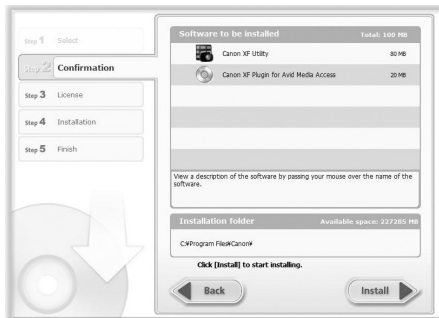 Step 1 Select
Step 2 Confirmation
Step 3 License
Step 4 Installation
Step 5 Finish
Software to be installed Total: 100 MB
Canon XF Utility 80 MB
Canon XF Plugin for Avid Media Access 20 MB
View a description of the software by passing your mouse over the name of the
software.
Installation folder Available space: 227285 MB
C:¥Program Files¥Canon¥
Click [Install] to start installing.
Back Install